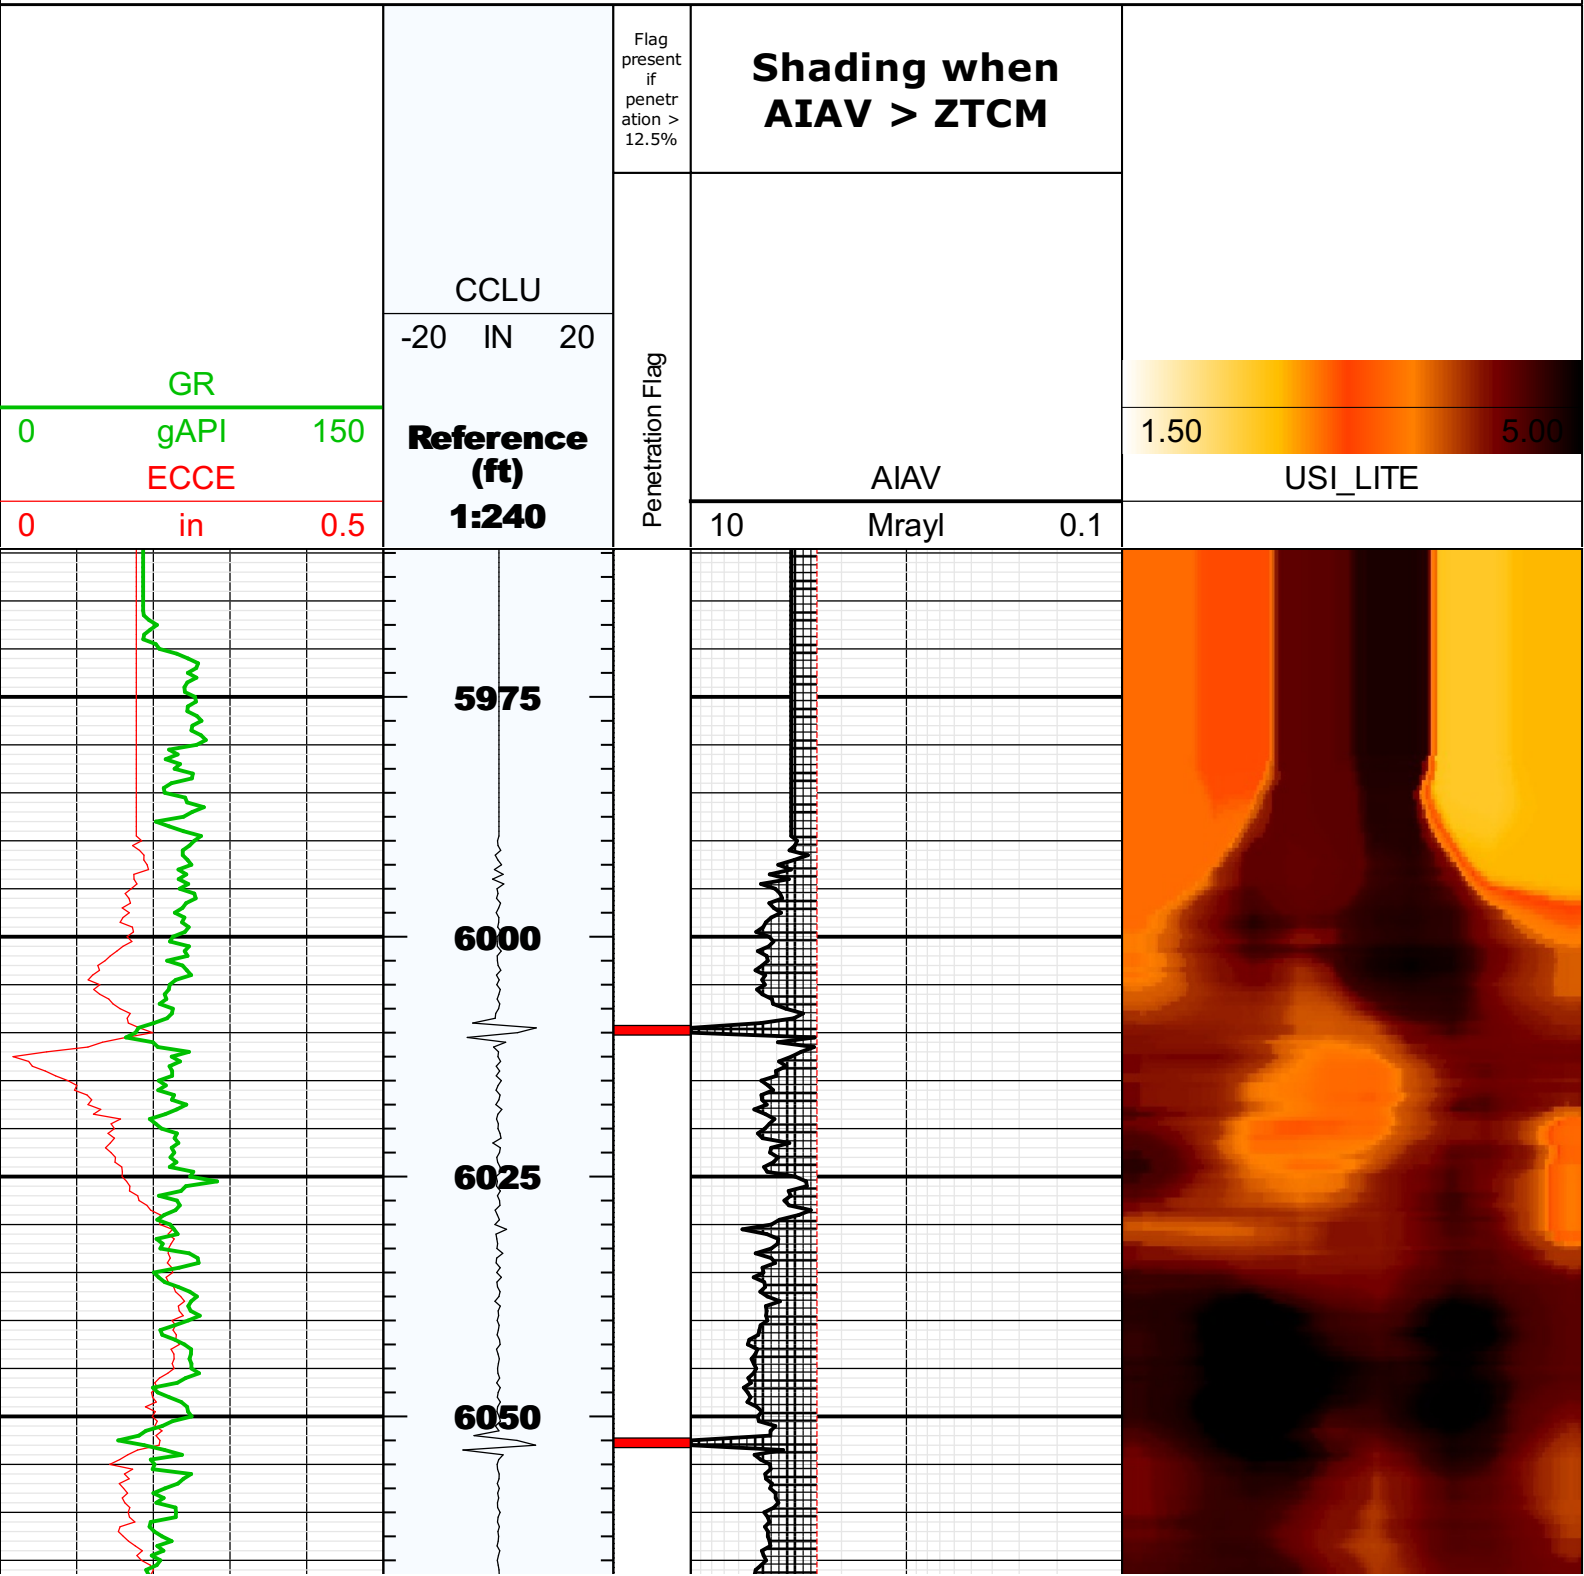 Flag
present
if
penetr
ation >
12.5%
Shading when
AIAV > ZTCM
CCLU
-20 IN 20
GR
0 gAPI 150
ECCE
0 in 0.5
Reference
(ft)
1:240
Penetration Flag
AIAV
10 Mrayl 0.1
1.50 5.00
USI_LITE
5975
6000
6025
6050